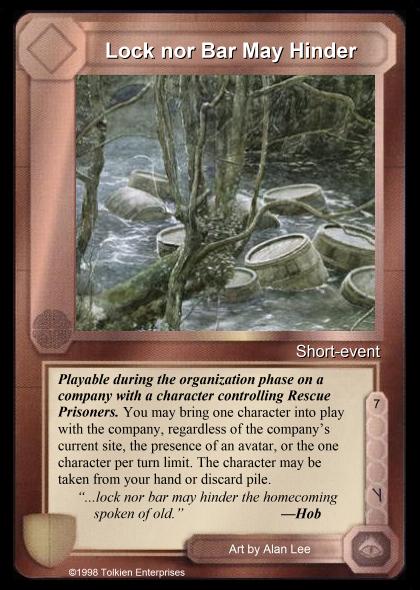 Lock nor Bar May Hinder
Short-event
Playable during the organization phase on a
company with a character controlling Rescue
Prisoners. You may bring one character into play
with the company, regardless of the company's
current site, the presence of an avatar, or the one
character per turn limit. The character may be
taken from your hand or discard pile.
"...lock nor bar may hinder the homecoming
spoken of old." —Hob
7
Art by Alan Lee
©1998 Tolkien Enterprises